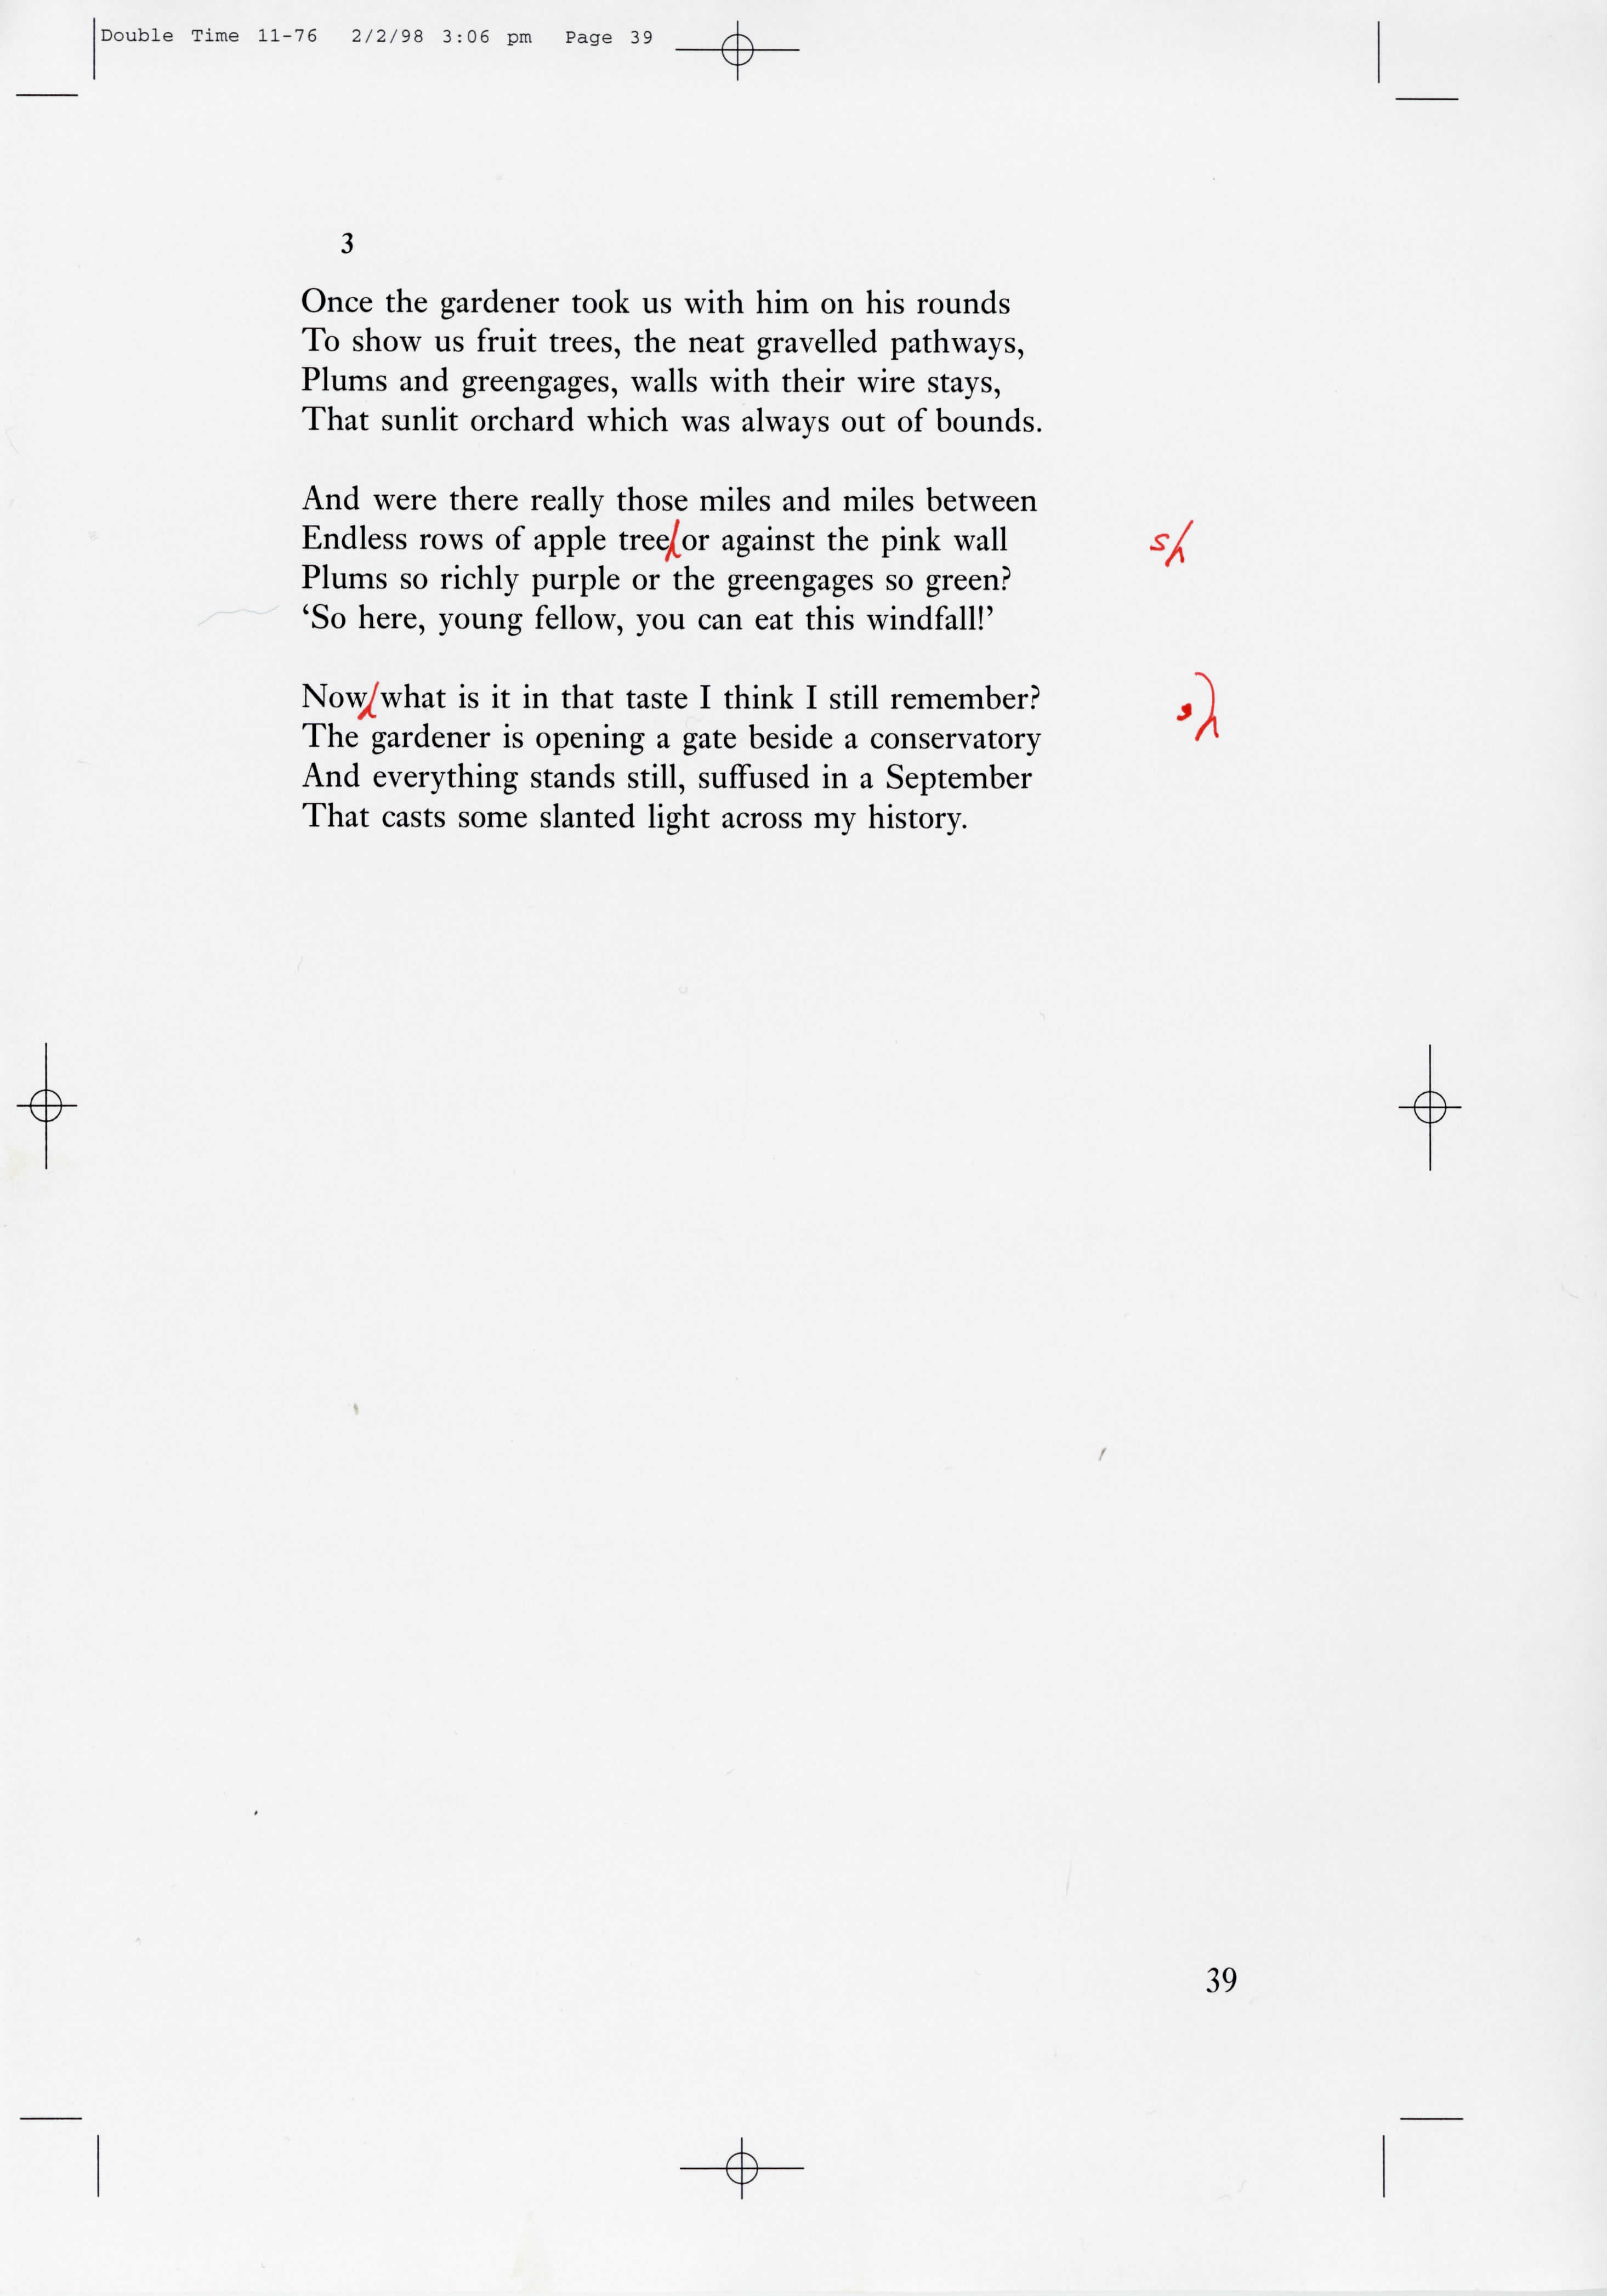 Double Time 11-76 2/2/98 3:06 pm Page 39
3
Once the gardener took us with him on his rounds
To show us fruit trees, the neat gravelled pathways,
Plums and greengages, walls with their wire stays,
That sunlit orchard which was always out of bounds.
And were there really those miles and miles between
Endless rows of apple tree or against the pink wall s
Plums so richly purple or the greengages so green?
‘So here, young fellow, you can eat this windfall!’
Now what is it in that taste I think I still remember? ,
The gardener is opening a gate beside a conservatory
And everything stands still, suffused in a September
That casts some slanted light across my history.
39